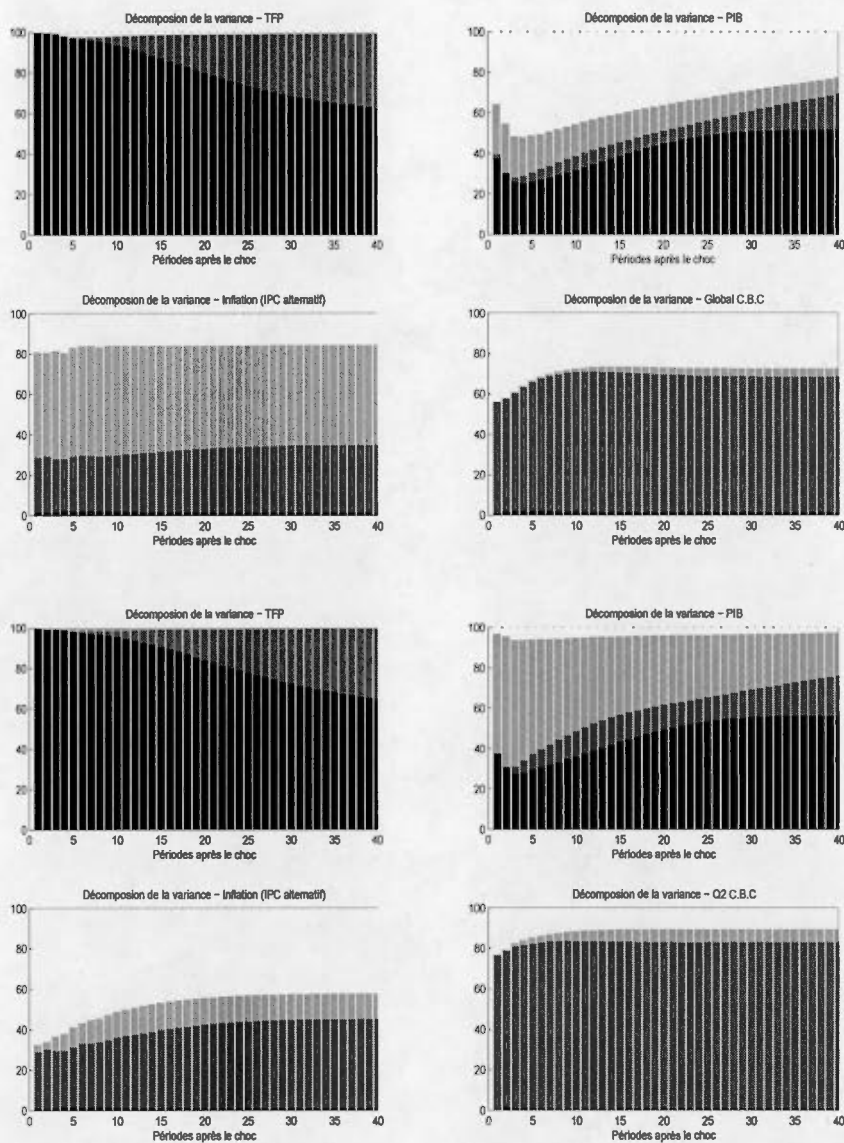 Décomposion de la variance – TFP
100
80
60
40
20
0
0 5 10 15 20 25 30 35 40
Périodes après le choc
Décomposion de la variance – PIB
100
80
60
40
20
0
0 5 10 15 20 25 30 35 40
Périodes après le choc
Décomposion de la variance – Inflation (IPC alternatif)
100
80
60
40
20
0
0 5 10 15 20 25 30 35 40
Périodes après le choc
Décomposion de la variance – Global C.B.C
100
80
60
40
20
0
0 5 10 15 20 25 30 35 40
Périodes après le choc
Décomposion de la variance – TFP
100
80
60
40
20
0
0 5 10 15 20 25 30 35 40
Périodes après le choc
Décomposion de la variance – PIB
100
80
60
40
20
0
0 5 10 15 20 25 30 35 40
Périodes après le choc
Décomposion de la variance – Inflation (IPC alternatif)
100
80
60
40
20
0
0 5 10 15 20 25 30 35 40
Périodes après le choc
Décomposion de la variance – Q2 C.B.C
100
80
60
40
20
0
0 5 10 15 20 25 30 35 40
Périodes après le choc